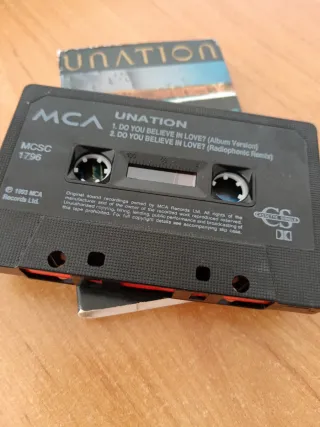 UNATION
MCA
UNATION
1. DO YOU BELIEVE IN LOVE? (Album Version)
2. DO YOU BELIEVE IN LOVE? (Radiophonic Remix)
MCSC
1796
℗ 1993 MCA
Records Ltd.
Original sound recordings owned by MCA Records Ltd. All rights of the
manufacturer and of the owner of the recorded work reproduced reserved.
Unauthorised copying, hiring, lending, public performance and broadcasting of
this tape prohibited. For full copyright details see accompanying slip case.
CS